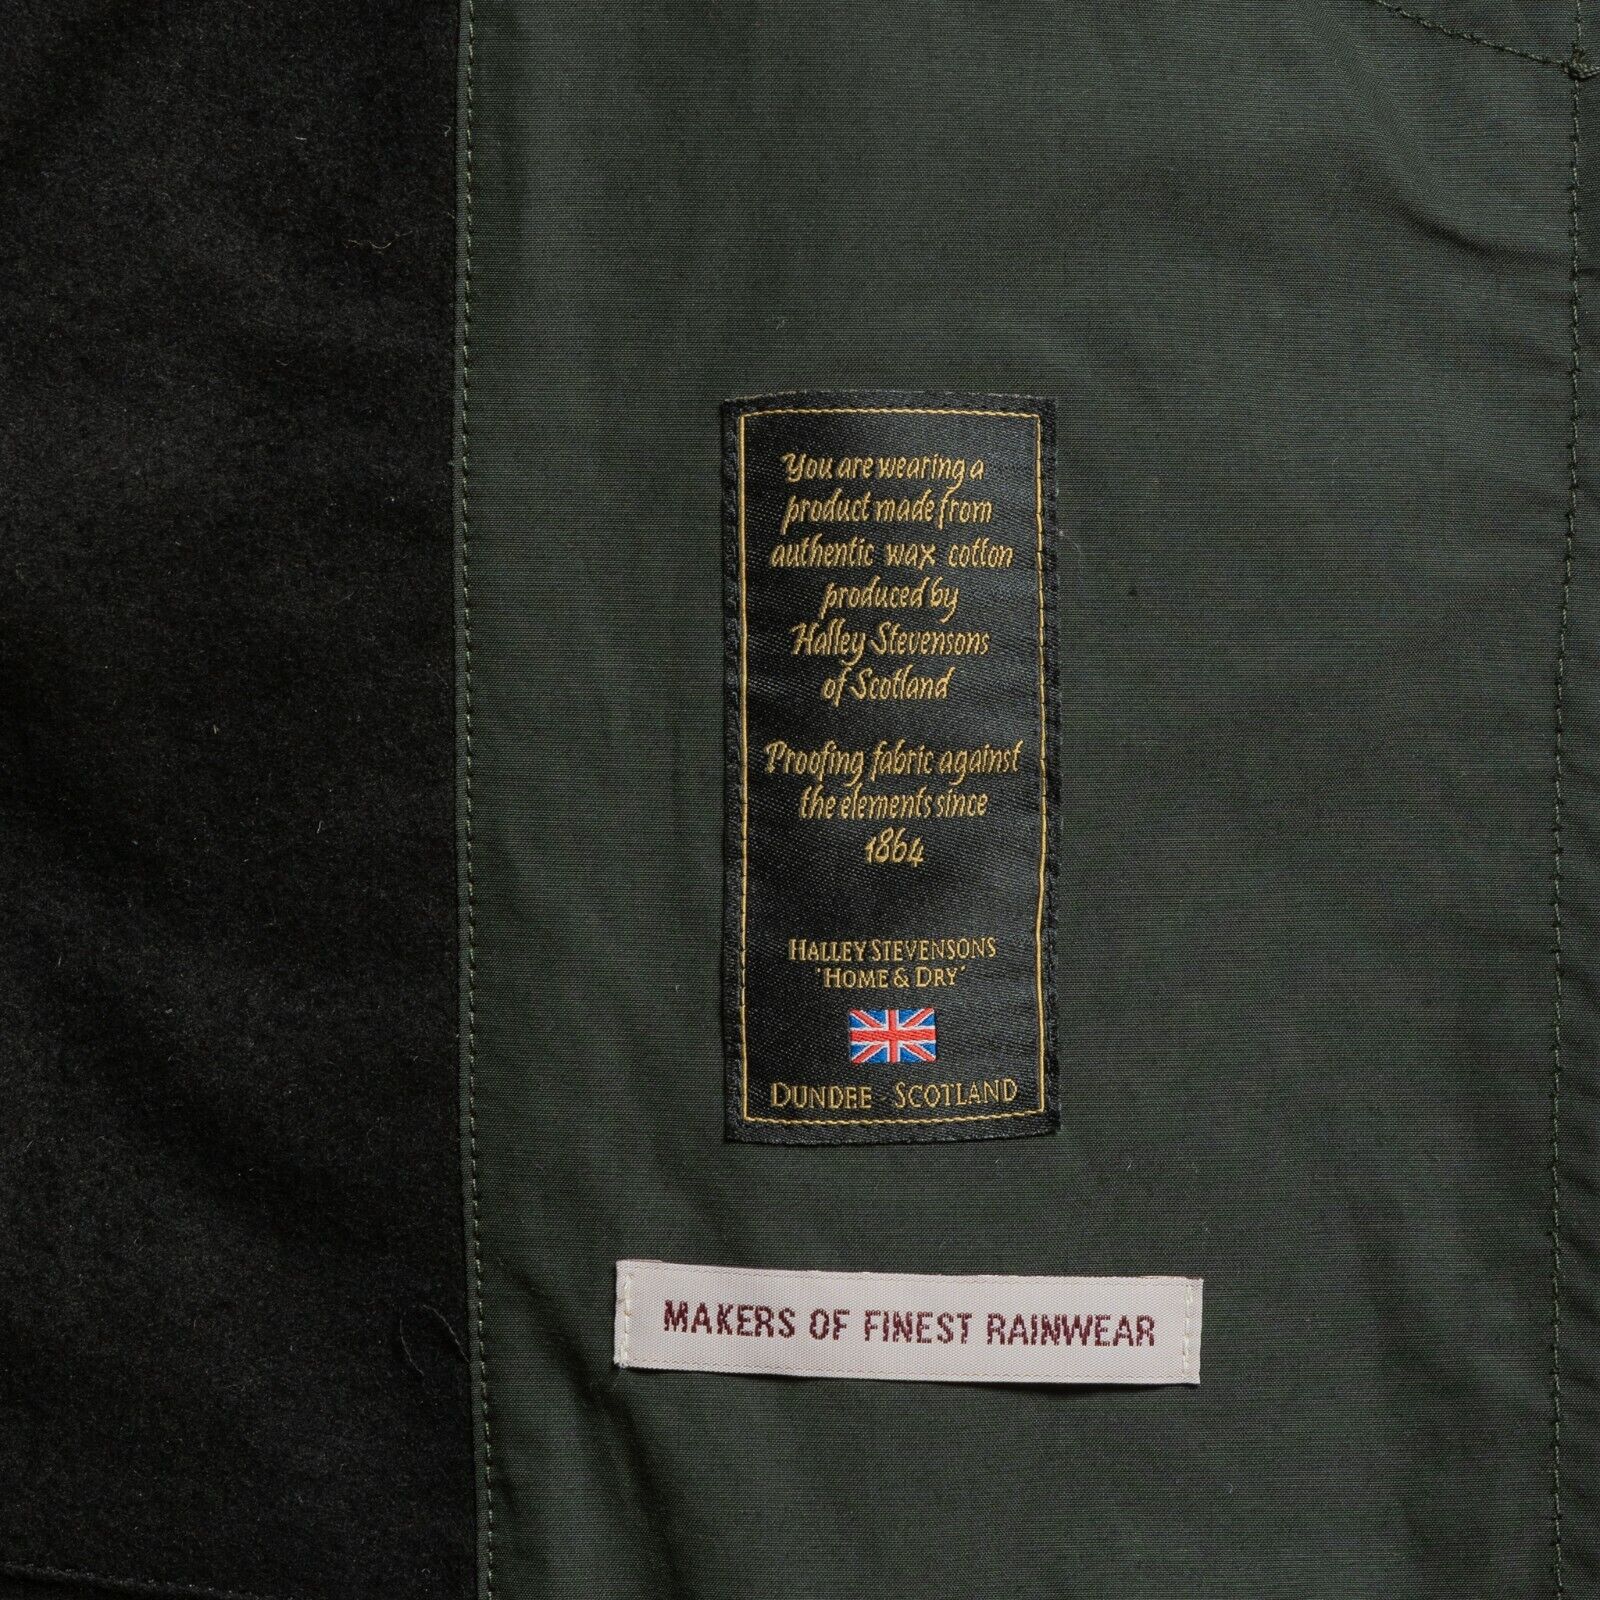 You are wearing a
product made from
authentic wax cotton
produced by
Halley Stevensons
of Scotland
Proofing fabric against
the elements since
1864
HALLEY STEVENSONS
'HOME & DRY'
DUNDEE - SCOTLAND
MAKERS OF FINEST RAINWEAR